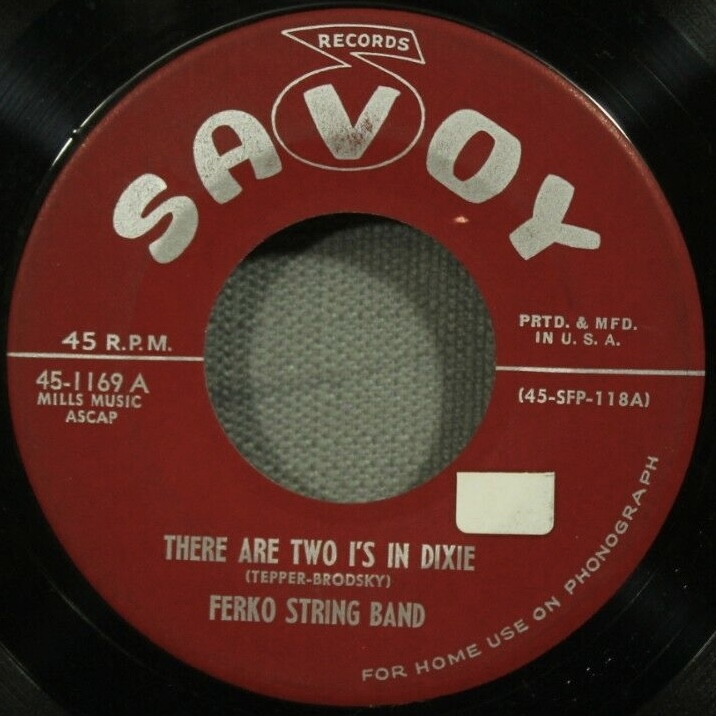 RECORDS
SAVOY
45 R.P.M.
45-1169 A
MILLS MUSIC
ASCAP
PRTD. & MFD.
IN U. S. A.
(45-SFP-118A)
THERE ARE TWO I'S IN DIXIE
(TEPPER-BRODSKY)
FERKO STRING BAND
FOR HOME USE ON PHONOGRAPH